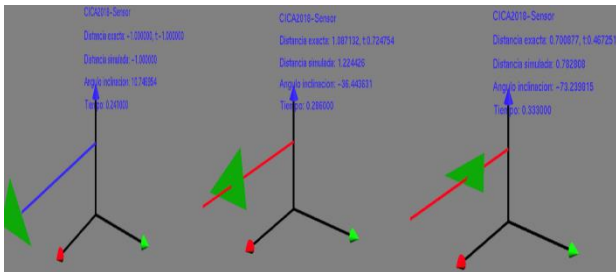 CICA2018-Sensor
Distancia exacta: -1.000000, t:-1.000000
Distancia simulada: -1.000000
Angulo inclinacion: 10.740354
Tiempo: 0.241000
CICA2018-Sensor
Distancia exacta: 1.087132, t:0.724754
Distancia simulada: 1.224426
Angulo inclinacion: -36.443631
Tiempo: 0.286000
CICA2018-Sensor
Distancia exacta: 0.700877, t:0.467251
Distancia simulada: 0.782808
Angulo inclinacion: -73.239815
Tiempo: 0.333000